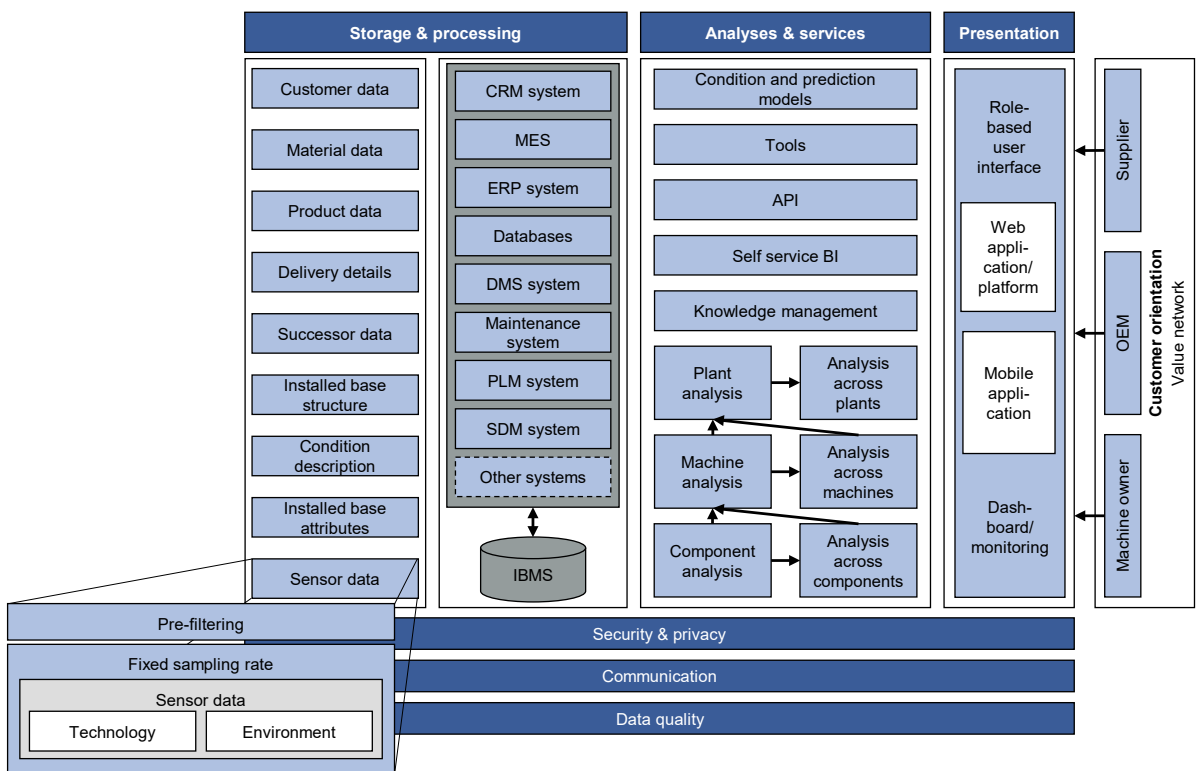 Storage & processing
Analyses & services
Presentation
Customer data
Material data
Product data
Delivery details
Successor data
Installed base
structure
Condition
description
Installed base
attributes
Sensor data
CRM system
MES
ERP system
Databases
DMS system
Maintenance
system
PLM system
SDM system
Other systems
IBMS
Condition and prediction
models
Tools
API
Self service BI
Knowledge management
Plant
analysis
Analysis
across
plants
Machine
analysis
Analysis
across
machines
Component
analysis
Analysis
across
components
Role-
based
user
interface
Web
appli-
cation/
platform
Mobile
appli-
cation
Dash-
board/
monitoring
Supplier
OEM
Machine owner
Customer orientation
Value network
Pre-filtering
Fixed sampling rate
Sensor data
Technology
Environment
Security & privacy
Communication
Data quality